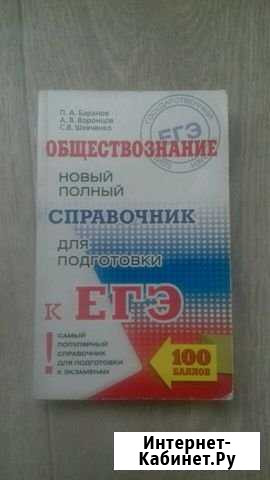 П. А. Баранов
А. В. Воронцов
С. В. Шевченко
ГОСУДАРСТВЕННЫЙ
ЕГЭ
ОБЩЕСТВОЗНАНИЕ
НОВЫЙ
ПОЛНЫЙ
СПРАВОЧНИК
ДЛЯ
ПОДГОТОВКИ
К ЕГЭ
!
САМЫЙ
ПОПУЛЯРНЫЙ
СПРАВОЧНИК
ДЛЯ ПОДГОТОВКИ
К ЭКЗАМЕНАМ
100
БАЛЛОВ
Интернет-
Кабинет.Ру